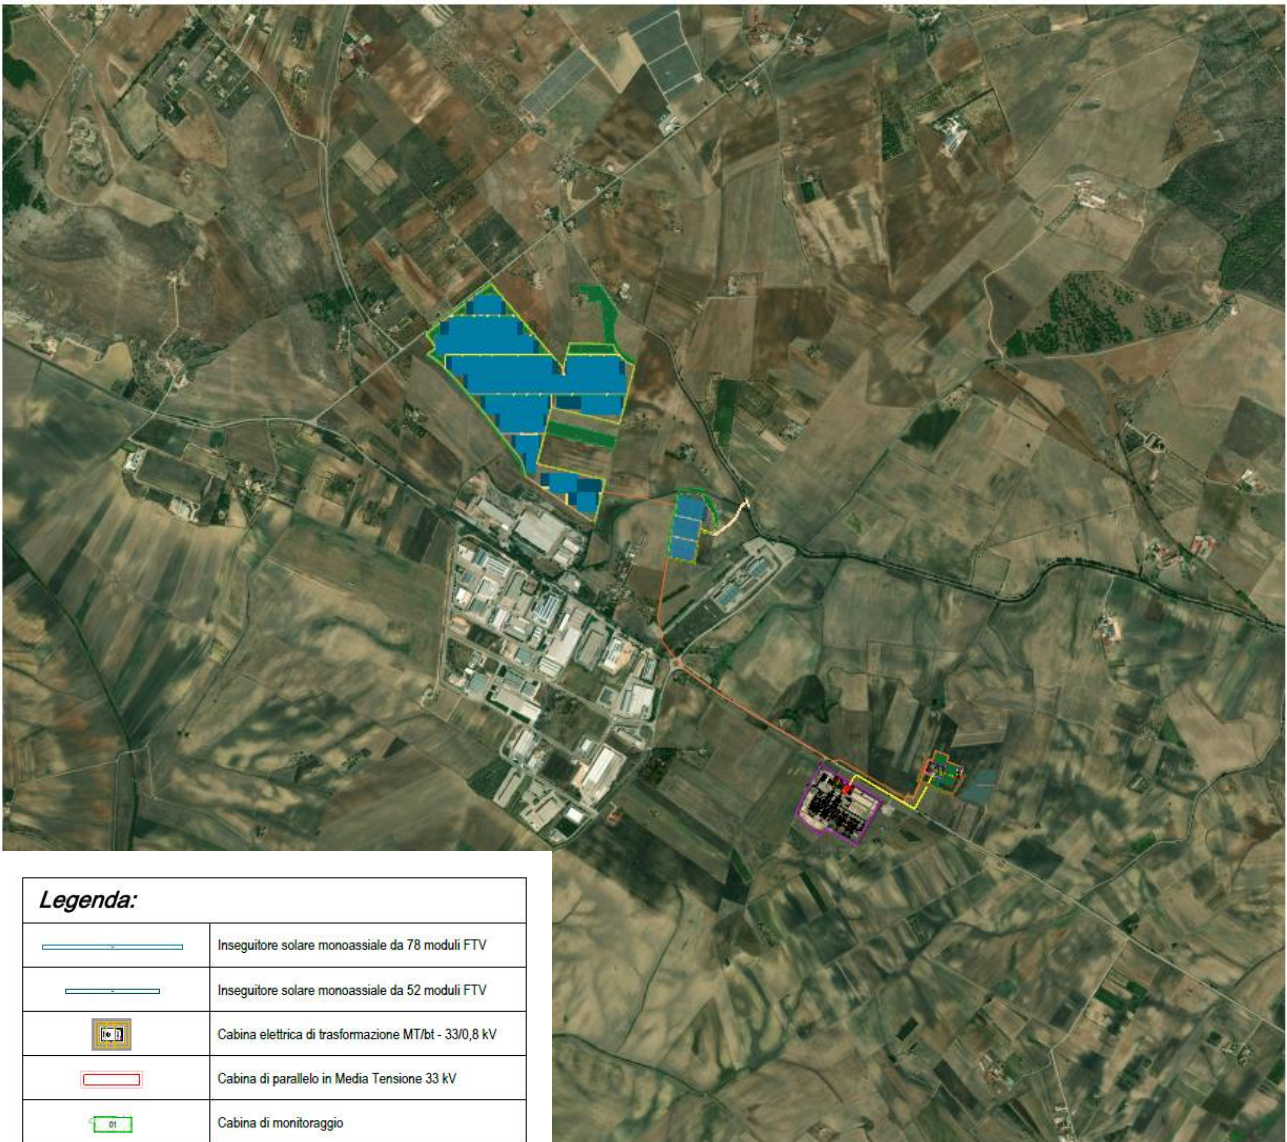 Legenda:
Inseguitore solare monoassiale da 78 moduli FTV
Inseguitore solare monoassiale da 52 moduli FTV
Cabina elettrica di trasformazione MT/bt - 33/0,8 kV
Cabina di parallelo in Media Tensione 33 kV
01
Cabina di monitoraggio